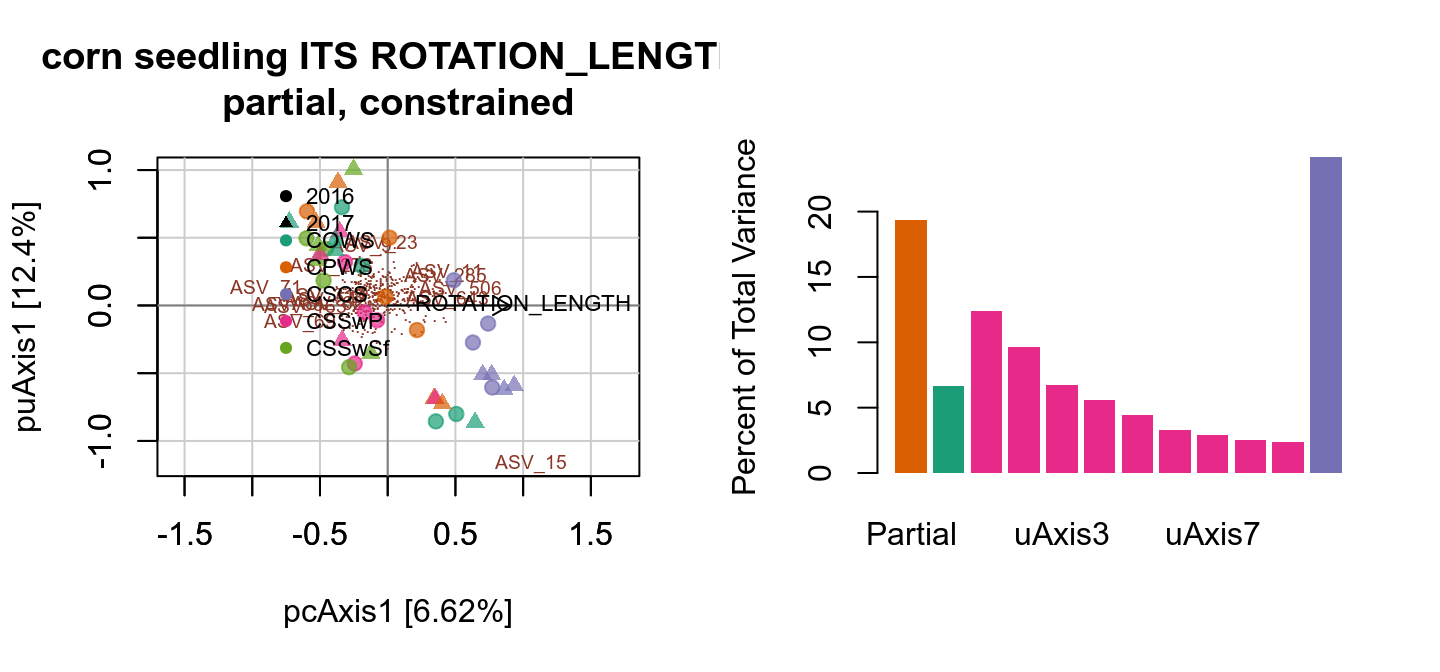 corn seedling ITS ROTATION_LENGT
partial, constrained
puAxis1 [12.4%]
1.0
0.0
-1.0
2016
2017
COWS
CPWS
CSGS
CSSwP
CSSwSf
ASV_11
ASV_285
ASV_506
ASV_71
ROTATION_LENGTH
ASV_15
-1.5
-0.5
0.5
1.5
pcAxis1 [6.62%]
Percent of Total Variance
20
15
10
5
0
Partial
uAxis3
uAxis7